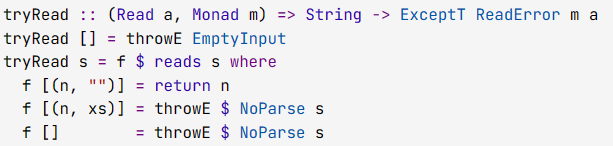 tryRead :: (Read a, Monad m) => String -> ExceptT ReadError m a
tryRead [] = throwE EmptyInput
tryRead s = f $ reads s where
  f [(n, "")] = return n
  f [(n, xs)] = throwE $ NoParse s
  f []        = throwE $ NoParse s